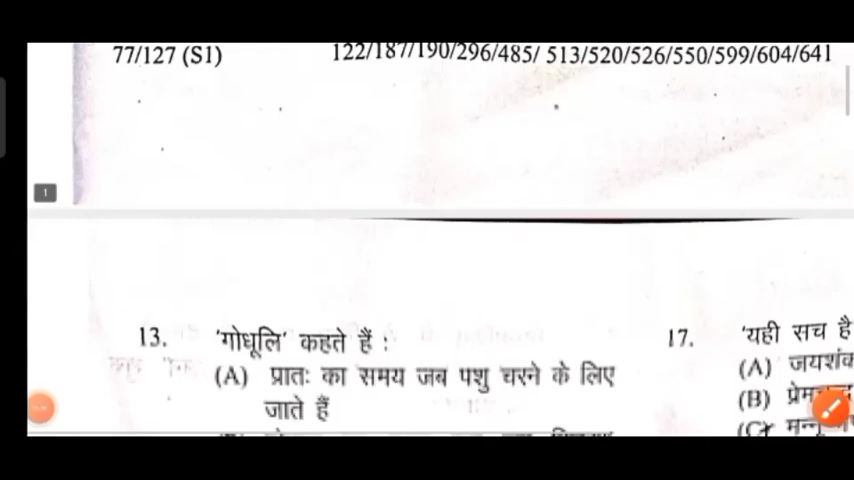 77/127 (S1)
122/187/190/296/485/ 513/520/526/550/599/604/641
1
13. 'गोधूलि' कहते हैं :
(A) प्रातः का समय जब पशु चरने के लिए
जाते हैं
17. 'यही सच है
(A) जयशंक
(B)
(C)